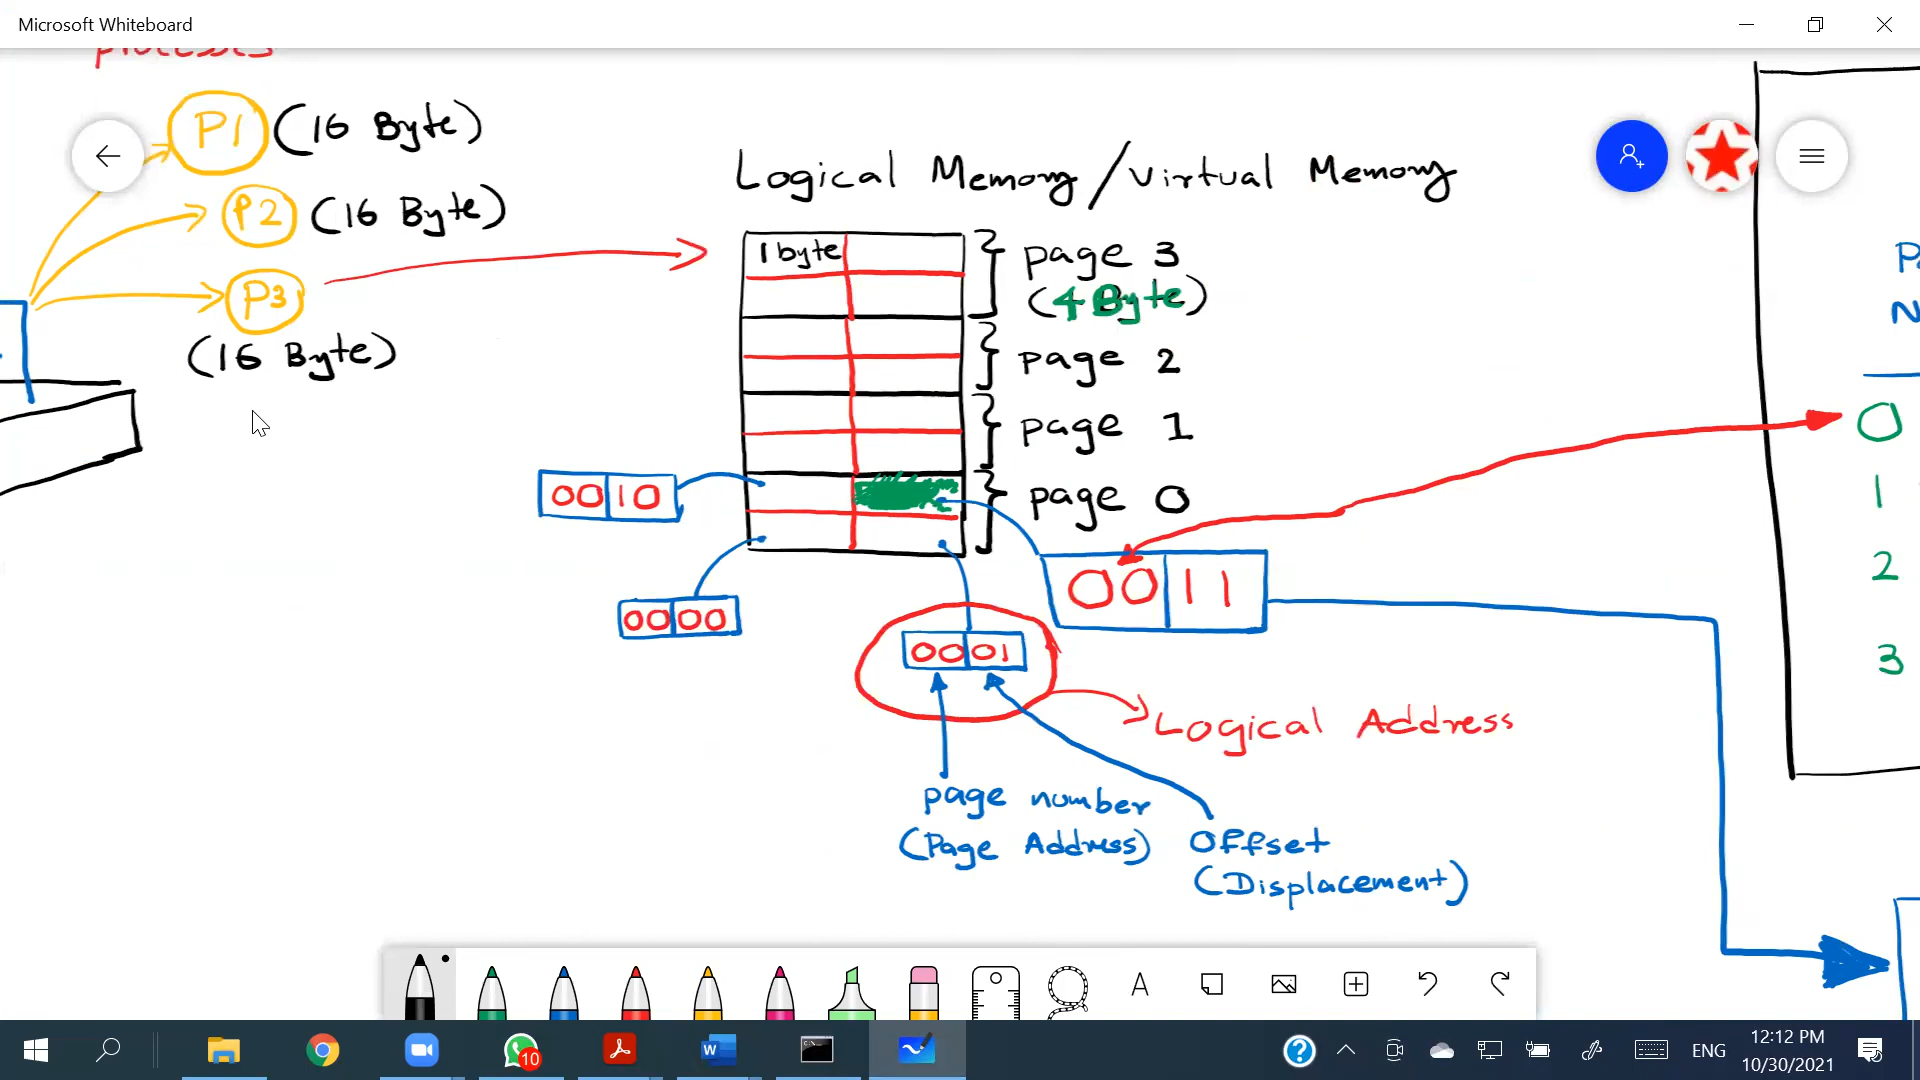 Microsoft Whiteboard
processes
P1 (16 Byte)
P2 (16 Byte)
P3
(16 Byte)
Logical Memory / Virtual Memory
1 byte
page 3
(4 Byte)
page 2
page 1
page 0
0010
0000
0001
0011
Logical Address
page number
(Page Address)
Offset
(Displacement)
0
1
2
3
A
10
W
ENG
12:12 PM
10/30/2021